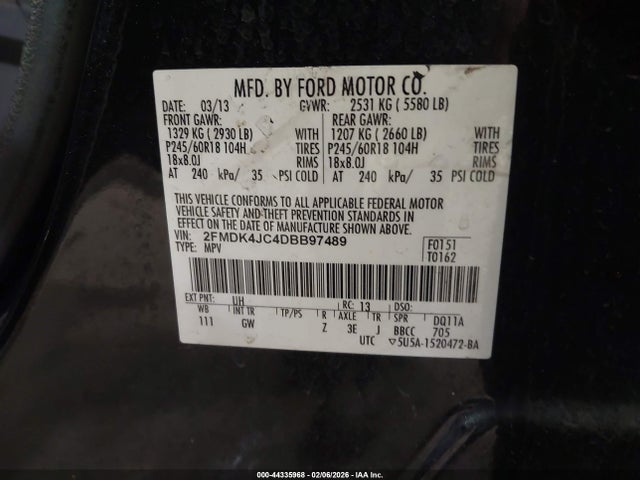 MFD. BY FORD MOTOR CO.
DATE: 03/13 GVWR: 2531 KG ( 5580 LB)
FRONT GAWR: REAR GAWR:
1329 KG ( 2930 LB) WITH 1207 KG ( 2660 LB) WITH
P245/60R18 104H TIRES P245/60R18 104H TIRES
18x8.0J RIMS 18x8.0J RIMS
AT 240 kPa/ 35 PSI COLD AT 240 kPa/ 35 PSI COLD
THIS VEHICLE CONFORMS TO ALL APPLICABLE FEDERAL MOTOR
VEHICLE SAFETY AND THEFT PREVENTION STANDARDS IN
EFFECT ON THE DATE OF MANUFACTURE SHOWN ABOVE.
VIN: 2FMDK4JC4DBB97489 F0151
TYPE: MPV T0162
EXT PNT: UH RC: 13 DSO:
WB INT TR TP/PS R AXLE TR SPR DQ11A
111 GW Z 3E J BBCC 705
UTC ▽5U5A-1520472-BA
000-44335968 - 02/06/2026 - IAA Inc.